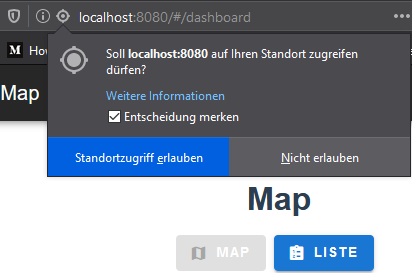 localhost:8080/#/dashboard
M How
Map
Soll localhost:8080 auf Ihren Standort zugreifen
dürfen?
Weitere Informationen
Entscheidung merken
Standortzugriff erlauben
Nicht erlauben
Map
MAP
LISTE